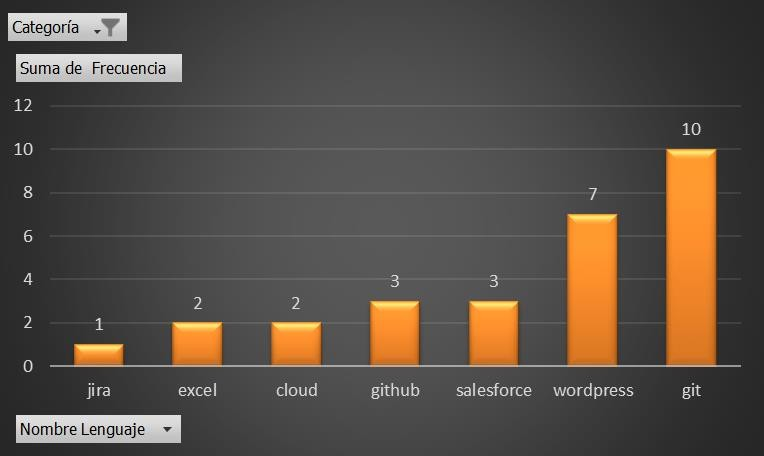 Categoría
Suma de Frecuencia
12
10
8
6
4
2
0
1
2
2
3
3
7
10
jira
excel
cloud
github
salesforce
wordpress
git
Nombre Lenguaje